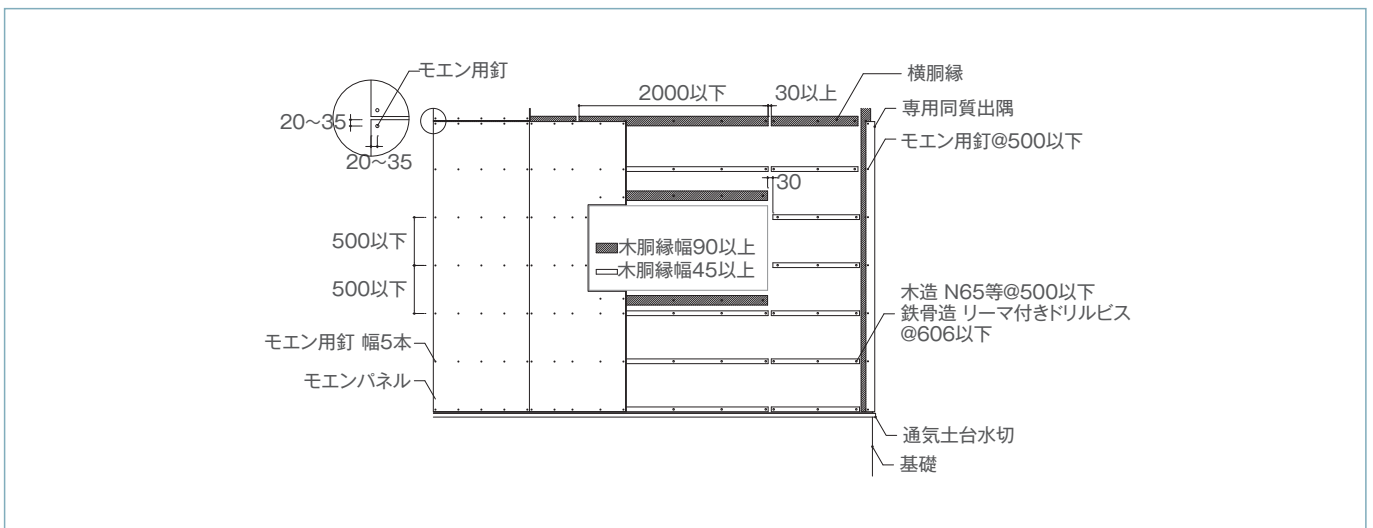 モエン用釘
20〜35
20〜35
2000以下
30以上
横胴縁
専用同質出隅
モエン用釘@500以下
30
500以下
500以下
木胴縁幅90以上
木胴縁幅45以上
モエン用釘 幅5本
モエンパネル
木造 N65等@500以下
鉄骨造 リーマ付きドリルビス
@606以下
通気土台水切
基礎